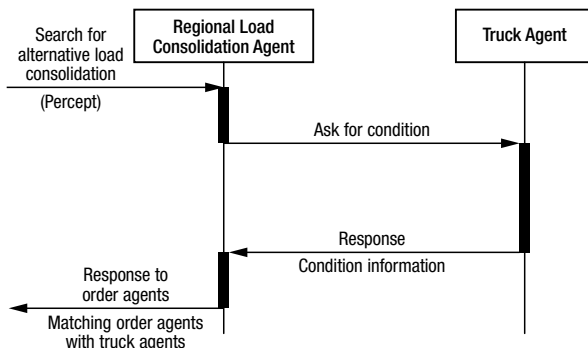 Search for
alternative load
consolidation
(Percept)
Regional Load
Consolidation Agent
Truck Agent
Ask for condition
Response
Condition information
Response to
order agents
Matching order agents
with truck agents